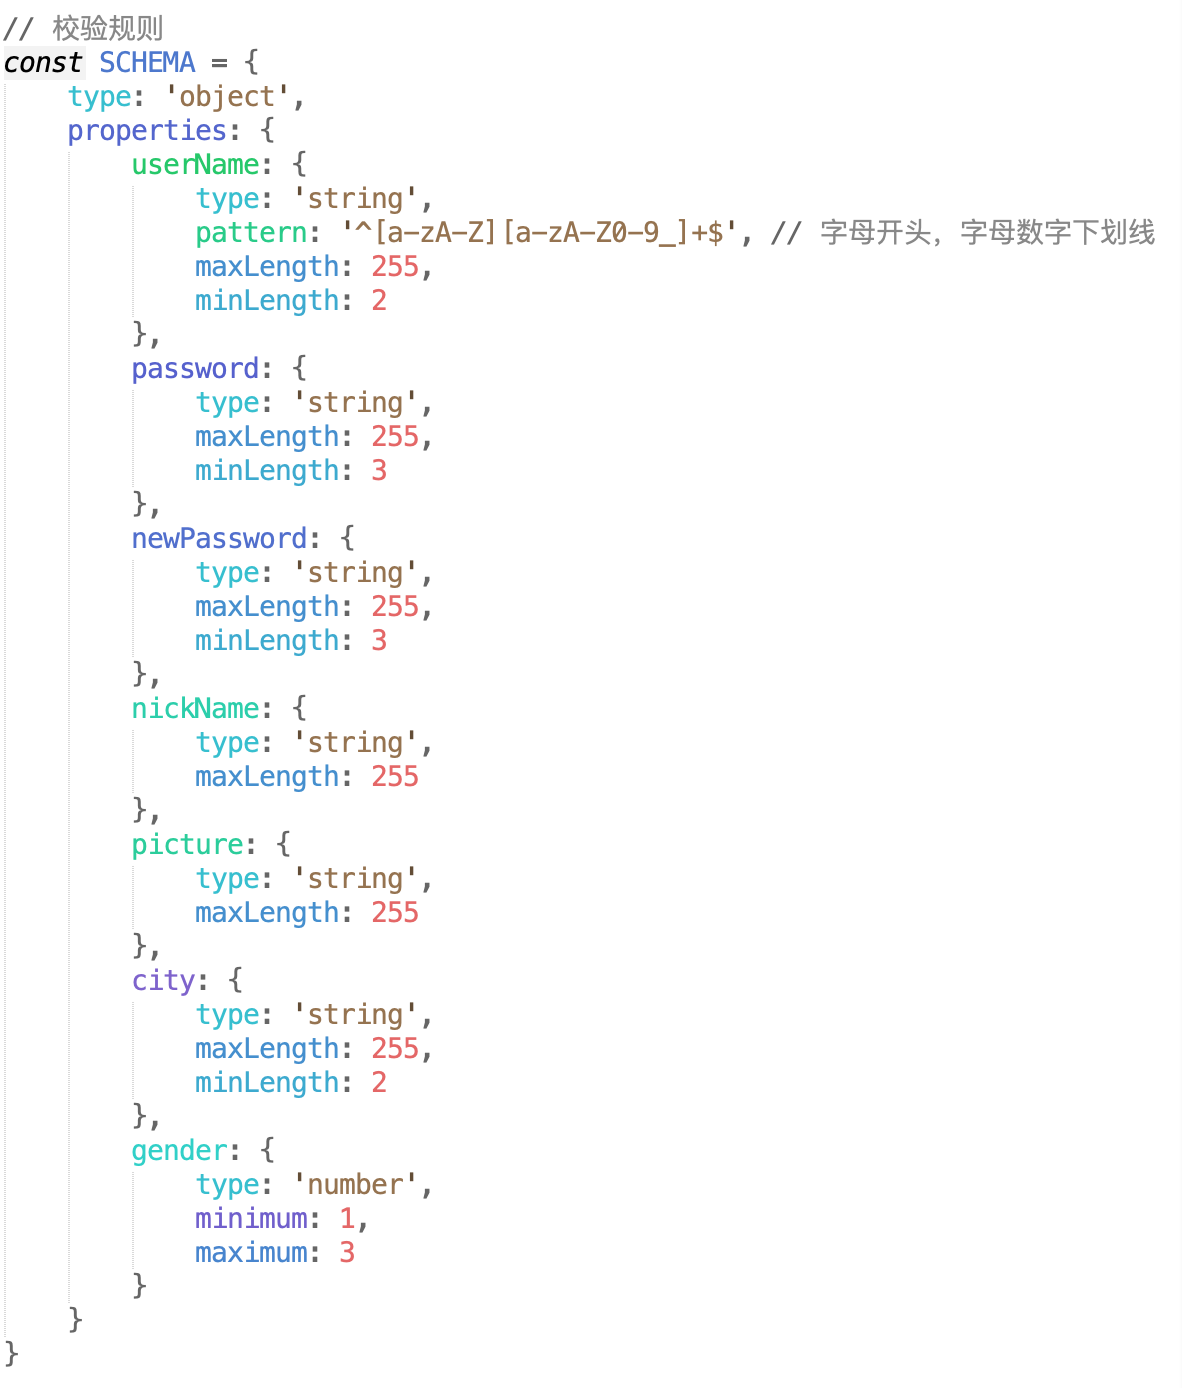 // 校验规则
const SCHEMA = {
    type: 'object',
    properties: {
        userName: {
            type: 'string',
            pattern: '^[a-zA-Z][a-zA-Z0-9_]+$', // 字母开头，字母数字下划线
            maxLength: 255,
            minLength: 2
        },
        password: {
            type: 'string',
            maxLength: 255,
            minLength: 3
        },
        newPassword: {
            type: 'string',
            maxLength: 255,
            minLength: 3
        },
        nickName: {
            type: 'string',
            maxLength: 255
        },
        picture: {
            type: 'string',
            maxLength: 255
        },
        city: {
            type: 'string',
            maxLength: 255,
            minLength: 2
        },
        gender: {
            type: 'number',
            minimum: 1,
            maximum: 3
        }
    }
}